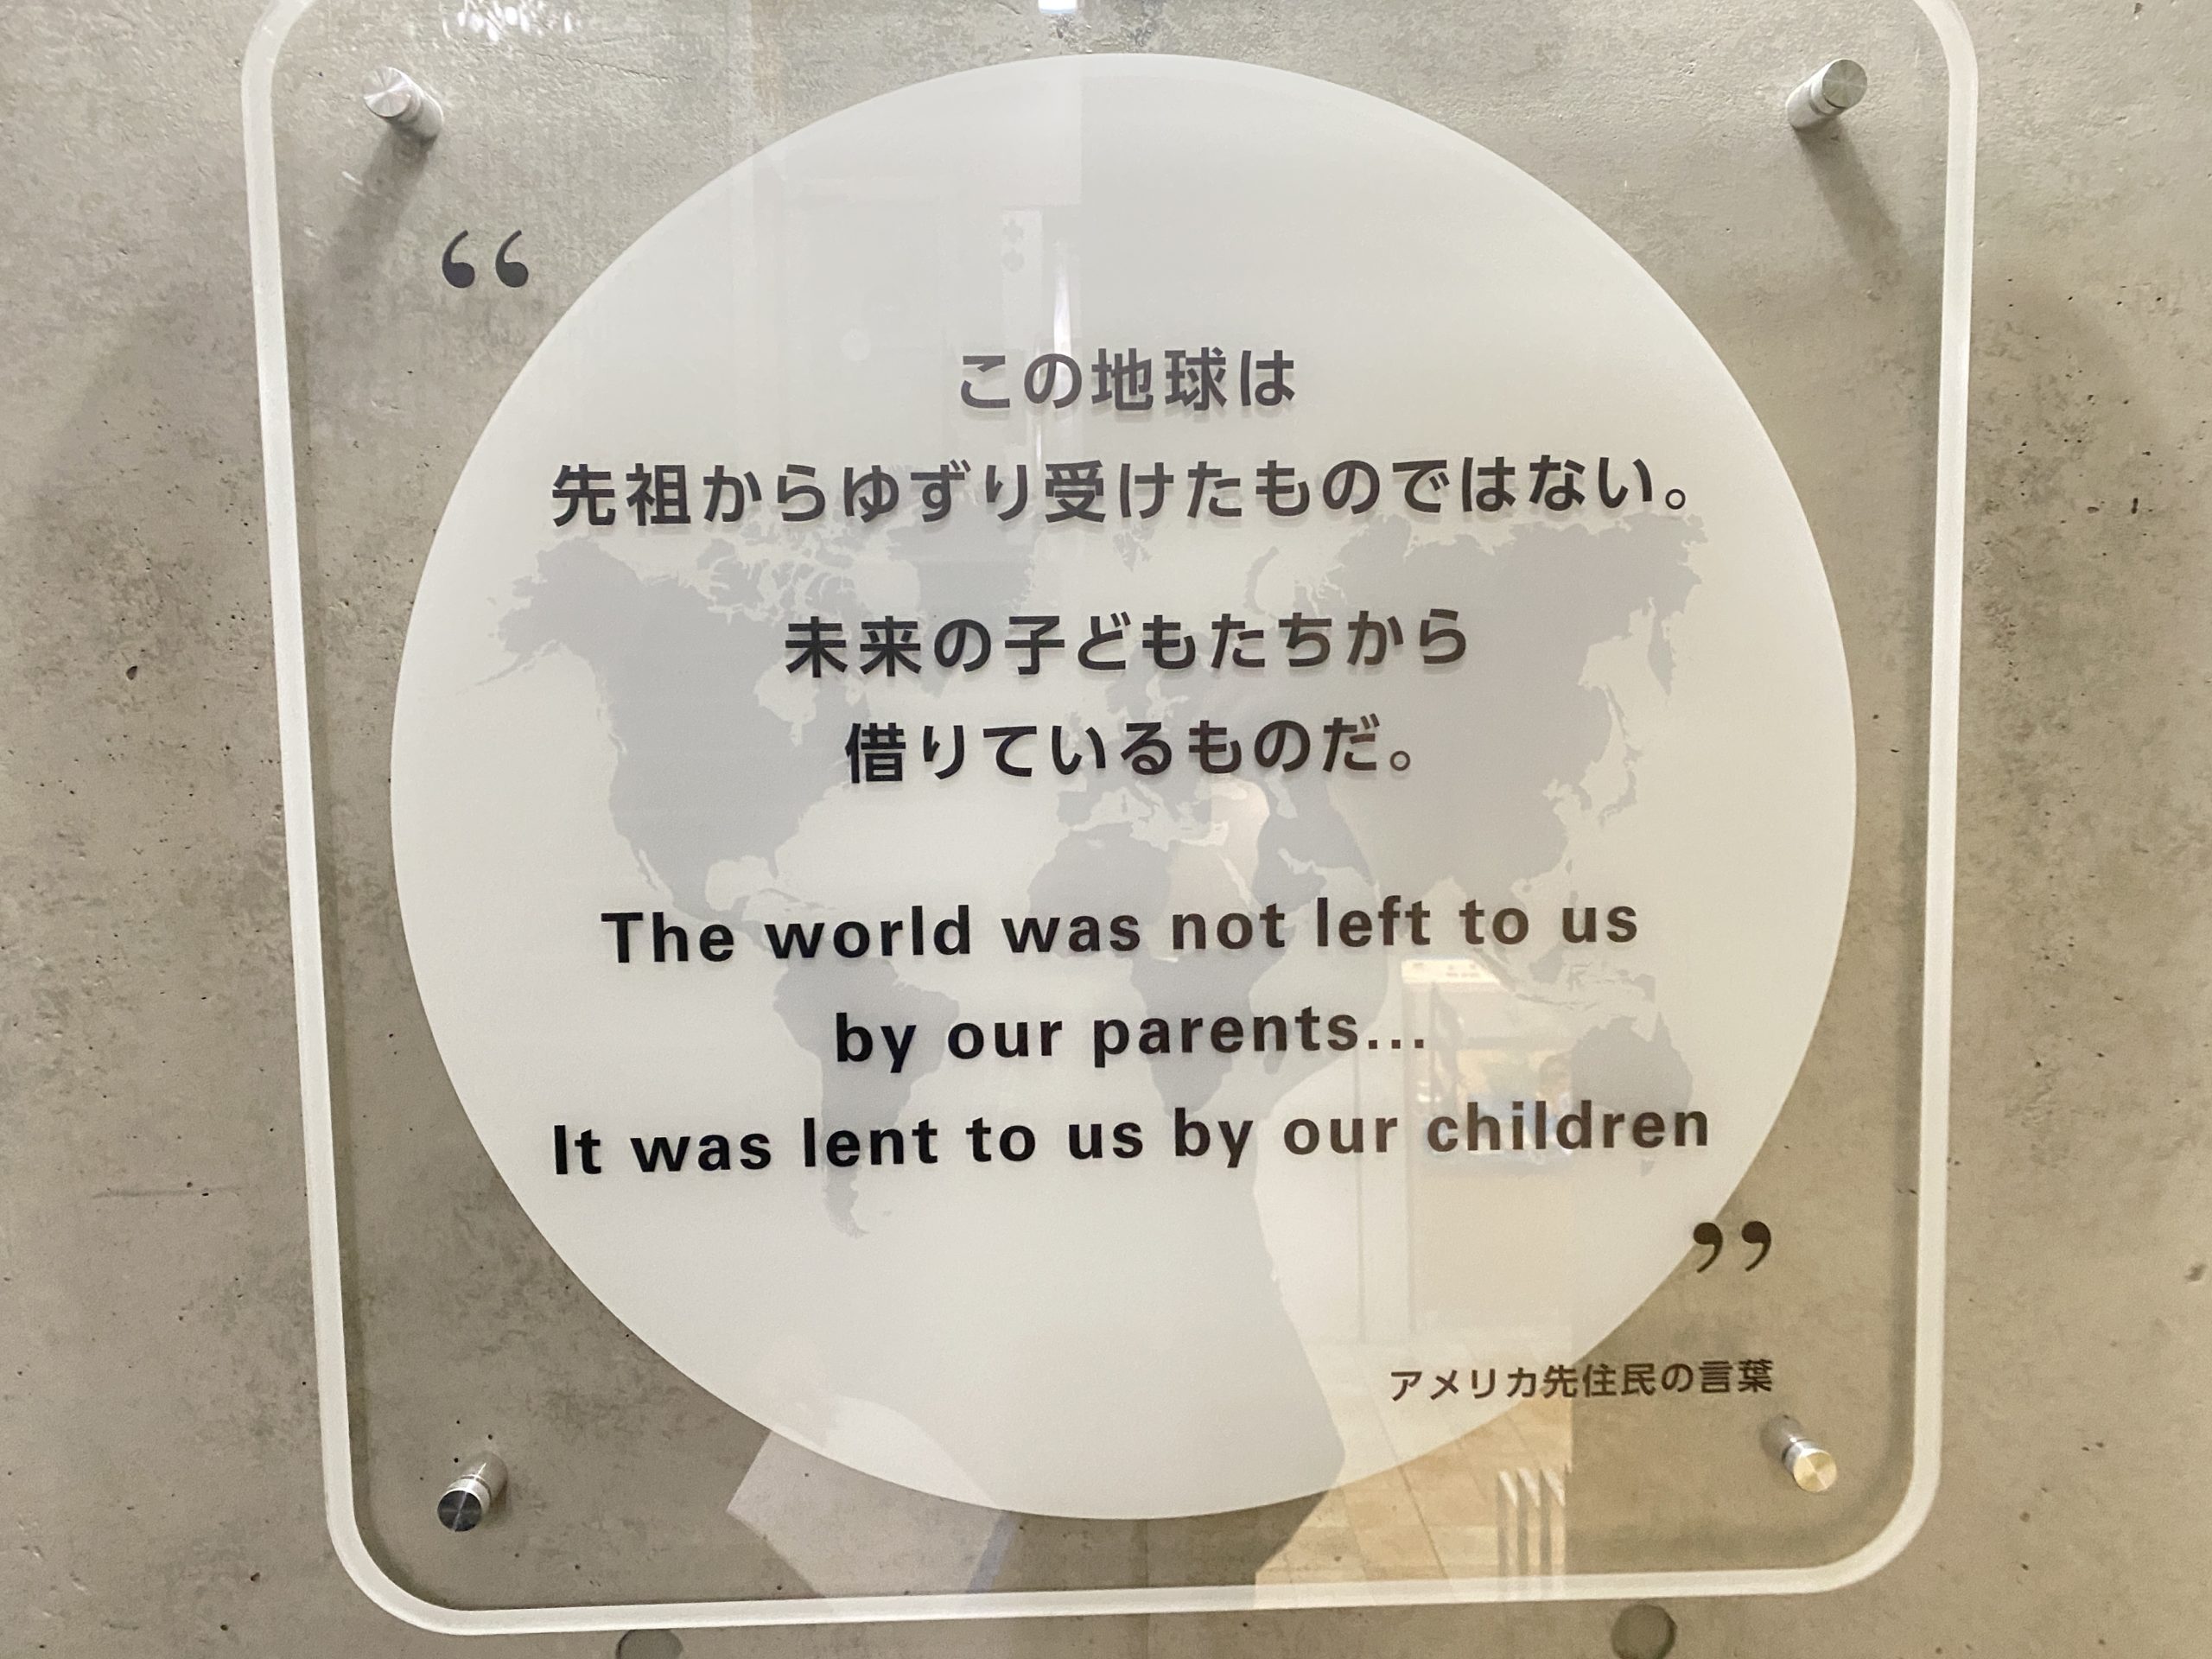 “
この地球は
先祖からゆずり受けたものではない。
未来の子どもたちから
借りているものだ。
The world was not left to us
by our parents...
It was lent to us by our children
”
アメリカ先住民の言葉